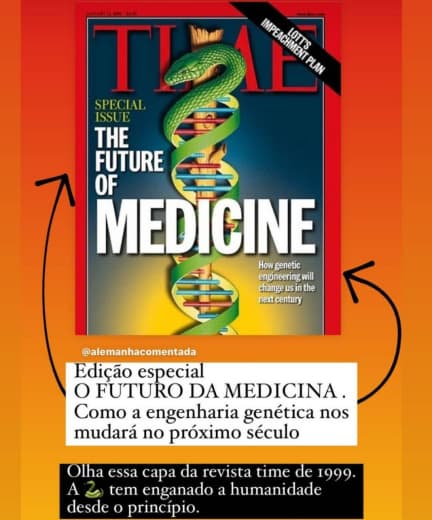 TIME
LOTT'S
IMPEACHMENT PLAN
SPECIAL
ISSUE
THE
FUTURE
OF
MEDICINE
How genetic
engineering will
change us in the
next century
@alemanhacomentada
Edição especial
O FUTURO DA MEDICINA .
Como a engenharia genética nos
mudará no próximo século
Olha essa capa da revista time de 1999.
A 🐍 tem enganado a humanidade
desde o princípio.